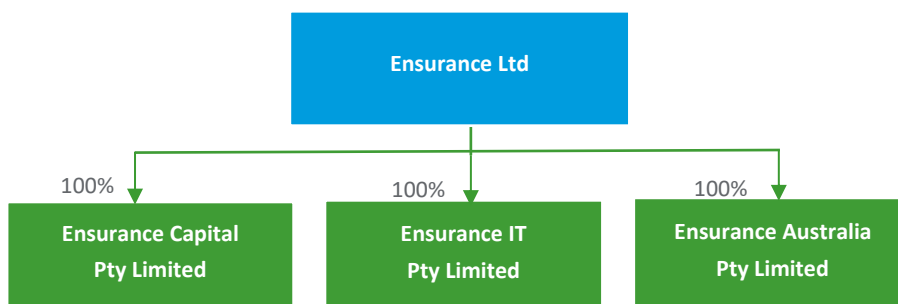 Ensurance Ltd
100%
100%
100%
Ensurance Capital
Pty Limited
Ensurance IT
Pty Limited
Ensurance Australia
Pty Limited